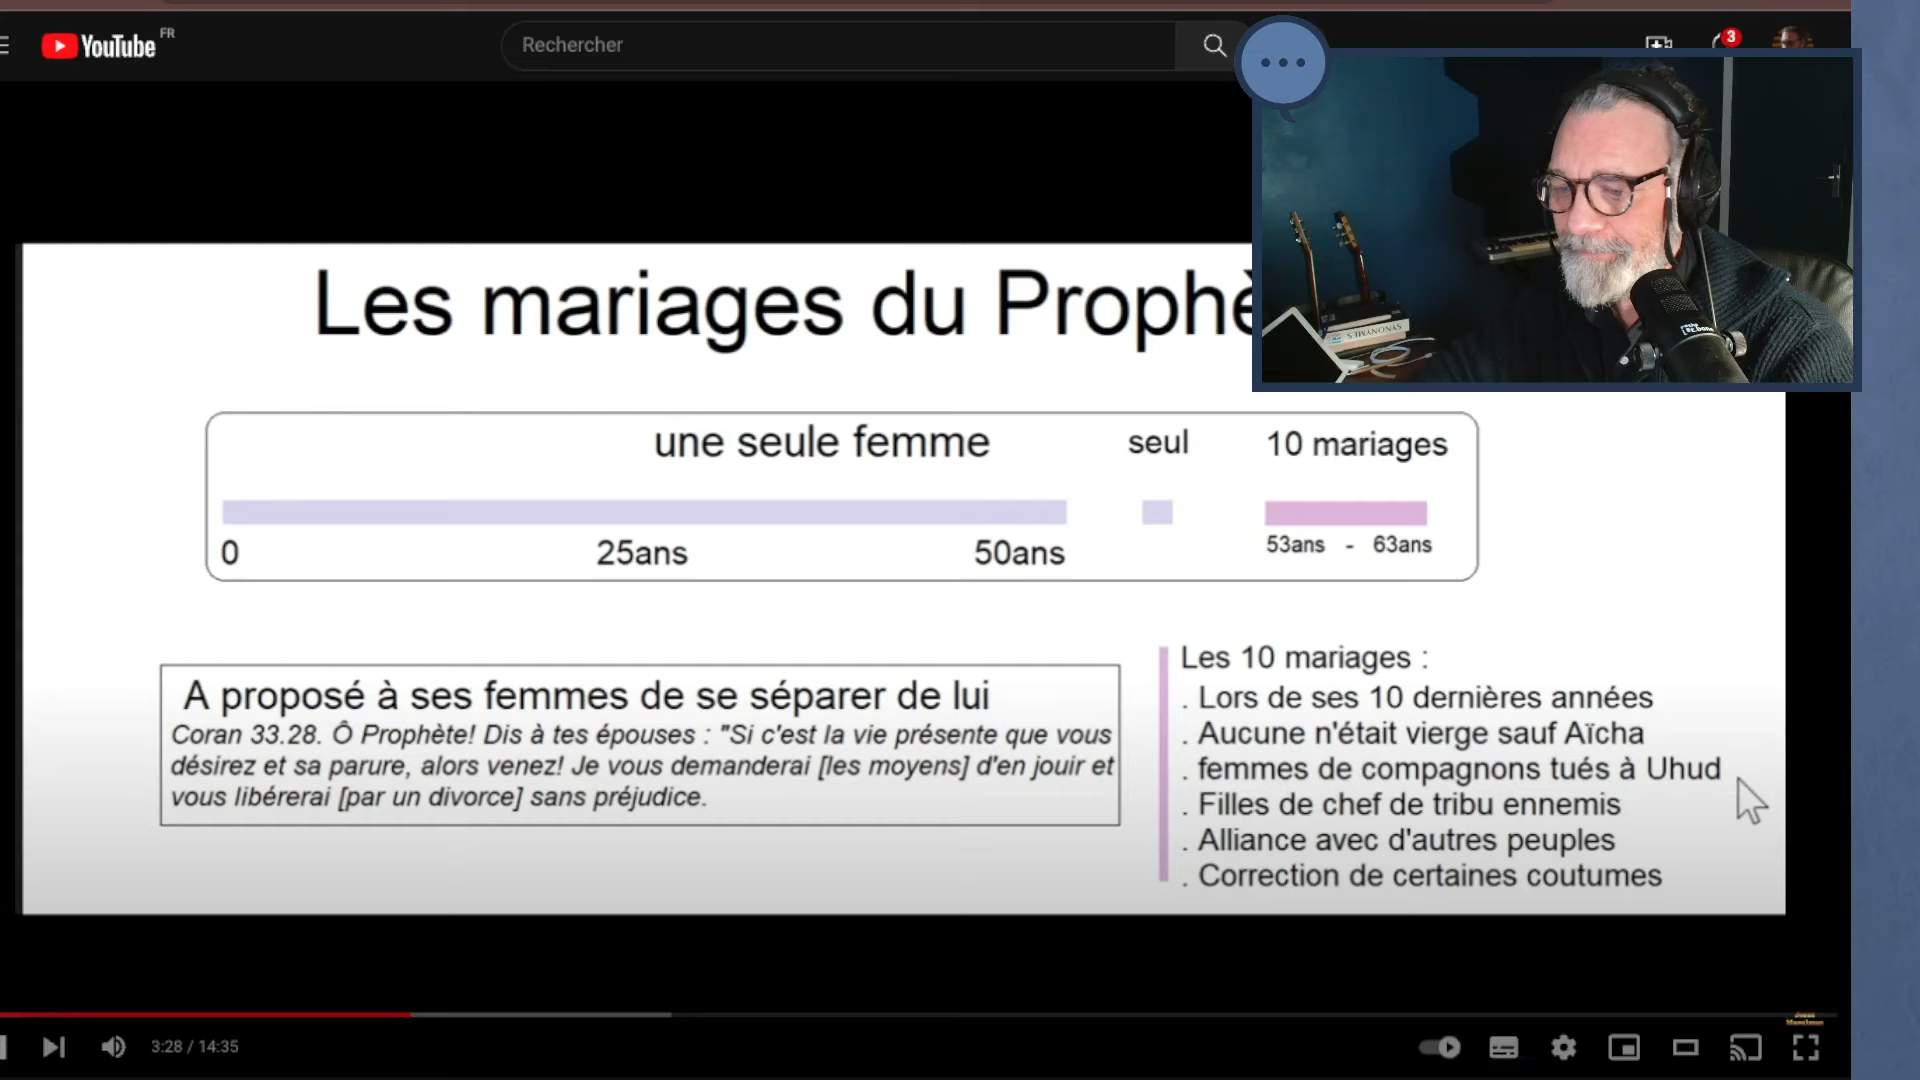 YouTube FR
Rechercher
3
Les mariages du Prophè
une seule femme
seul
10 mariages
0
25ans
50ans
53ans - 63ans
A proposé à ses femmes de se séparer de lui
Coran 33.28. Ô Prophète! Dis à tes épouses : "Si c'est la vie présente que vous
désirez et sa parure, alors venez! Je vous demanderai [les moyens] d'en jouir et
vous libérerai [par un divorce] sans préjudice.
Les 10 mariages :
. Lors de ses 10 dernières années
. Aucune n'était vierge sauf Aïcha
. femmes de compagnons tués à Uhud
. Filles de chef de tribu ennemis
. Alliance avec d'autres peuples
. Correction de certaines coutumes
SYNONYMES
3:28 / 14:35